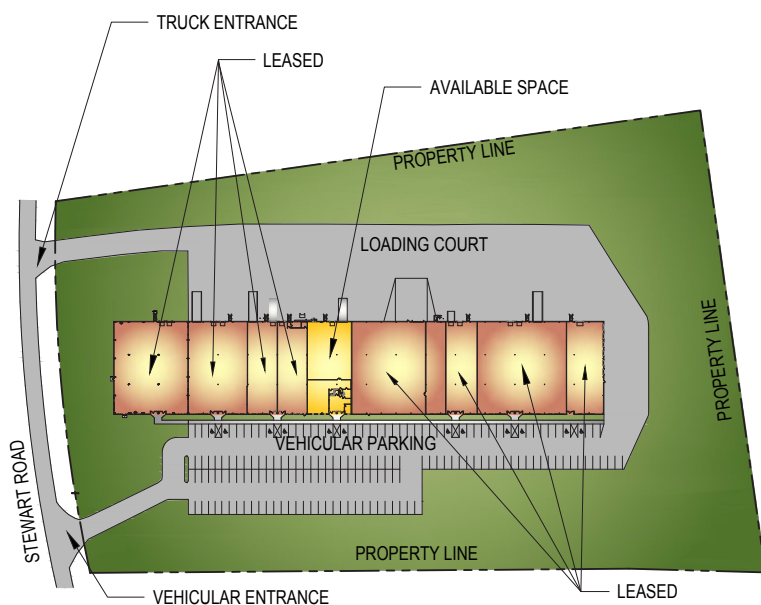 TRUCK ENTRANCE
LEASED
AVAILABLE SPACE
PROPERTY LINE
LOADING COURT
PROPERTY LINE
VEHICULAR PARKING
STEWART ROAD
PROPERTY LINE
LEASED
VEHICULAR ENTRANCE